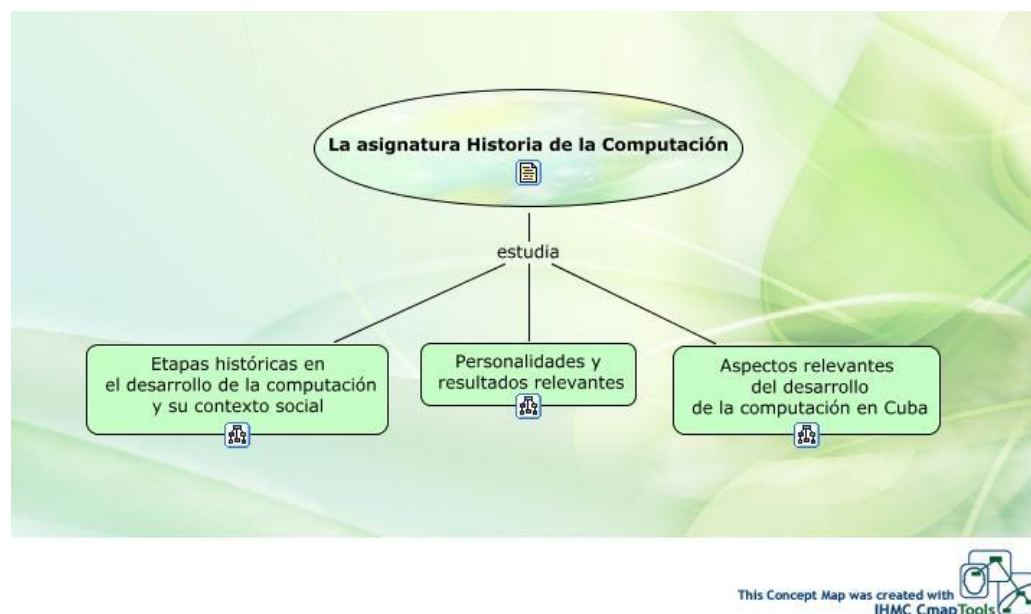 La asignatura Historia de la Computación
estudia
Etapas históricas en
el desarrollo de la computación
y su contexto social
Personalidades y
resultados relevantes
Aspectos relevantes
del desarrollo
de la computación en Cuba
This Concept Map was created with
IHMC CmapTools